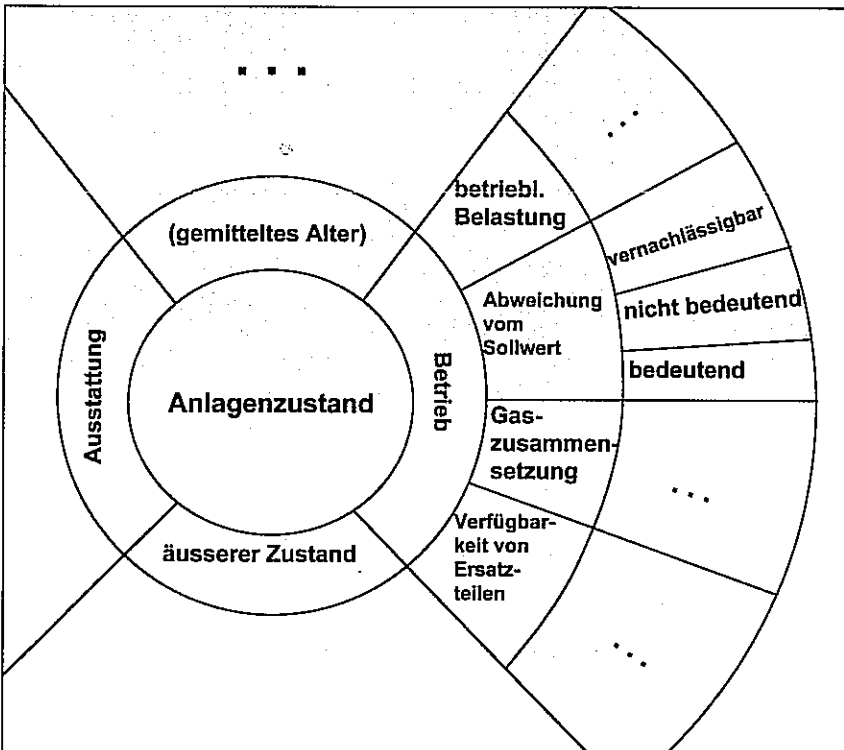 ...
...
betriebl.
Belastung
(gemitteltes Alter)
vernachlässigbar
Abweichung
vom
Sollwert
nicht bedeutend
Ausstattung
Betrieb
bedeutend
Anlagenzustand
Gas-
zusammen-
setzung
...
Verfügbar-
keit von
Ersatz-
teilen
äusserer Zustand
...